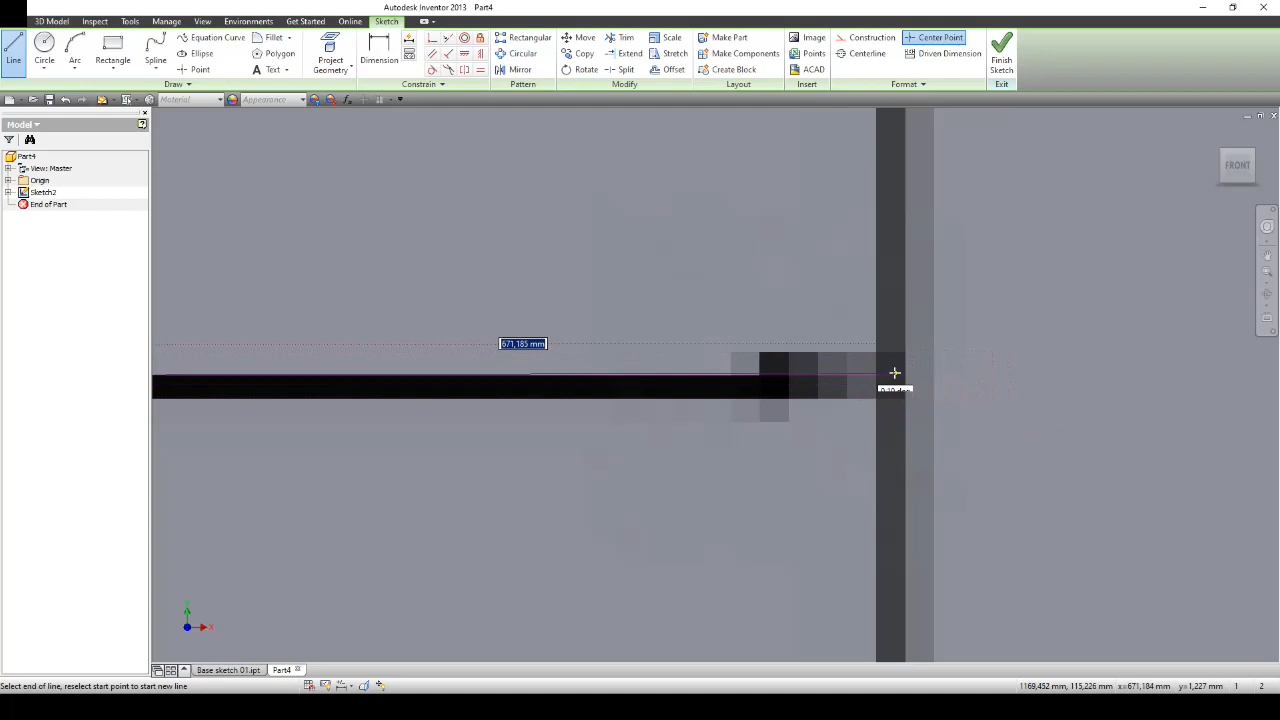 Autodesk Inventor 2013 Part4
3D Model Inspect Tools Manage View Environments Get Started Online Sketch
Line Circle Arc Rectangle Spline
Equation Curve Fillet
Ellipse Polygon
Point Text
Project Geometry
Dimension
Rectangular
Circular
Mirror
Move Trim Scale
Copy Extend Stretch
Rotate Split Offset
Make Part
Make Components
Create Block
Image
Points
ACAD
Construction Center Point
Centerline Driven Dimension
Finish Sketch
Draw Constrain Pattern Modify Layout Insert Format Exit
Material Appearance
Model
Part4
View: Master
Origin
Sketch2
End of Part
FRONT
671,185 mm
Y
X
Base sketch 01.ipt Part4
Select end of line, reselect start point to start new line
1169,452 mm, 115,226 mm x=671,184 mm y=1,227 mm 1 2